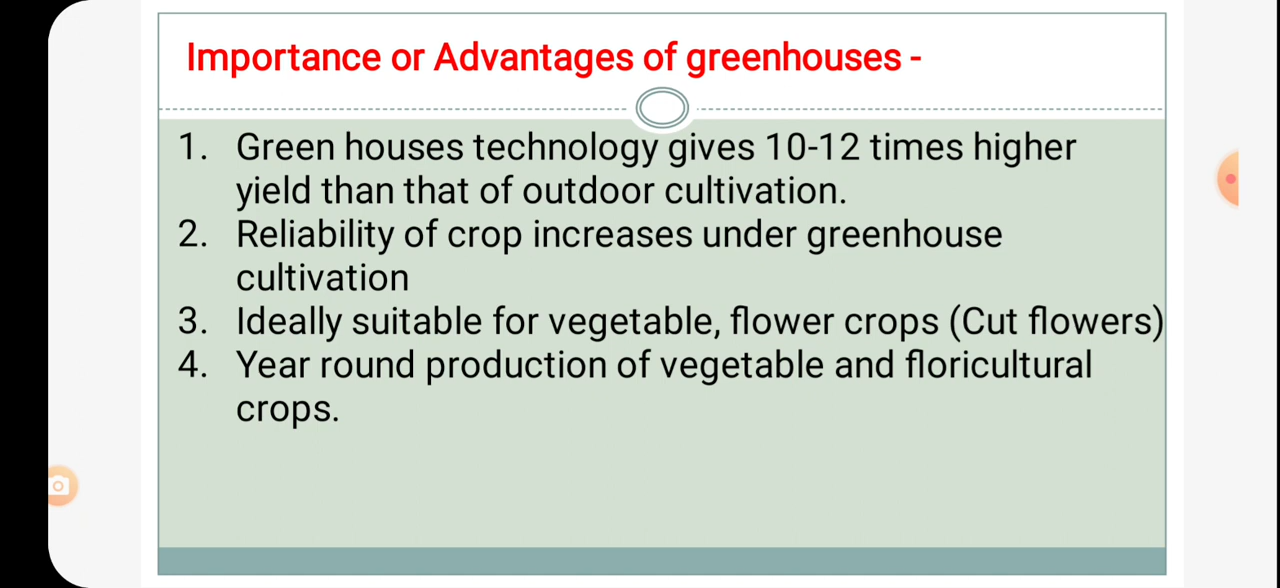 Importance or Advantages of greenhouses -
1. Green houses technology gives 10-12 times higher
yield than that of outdoor cultivation.
2. Reliability of crop increases under greenhouse
cultivation
3. Ideally suitable for vegetable, flower crops (Cut flowers)
4. Year round production of vegetable and floricultural
crops.